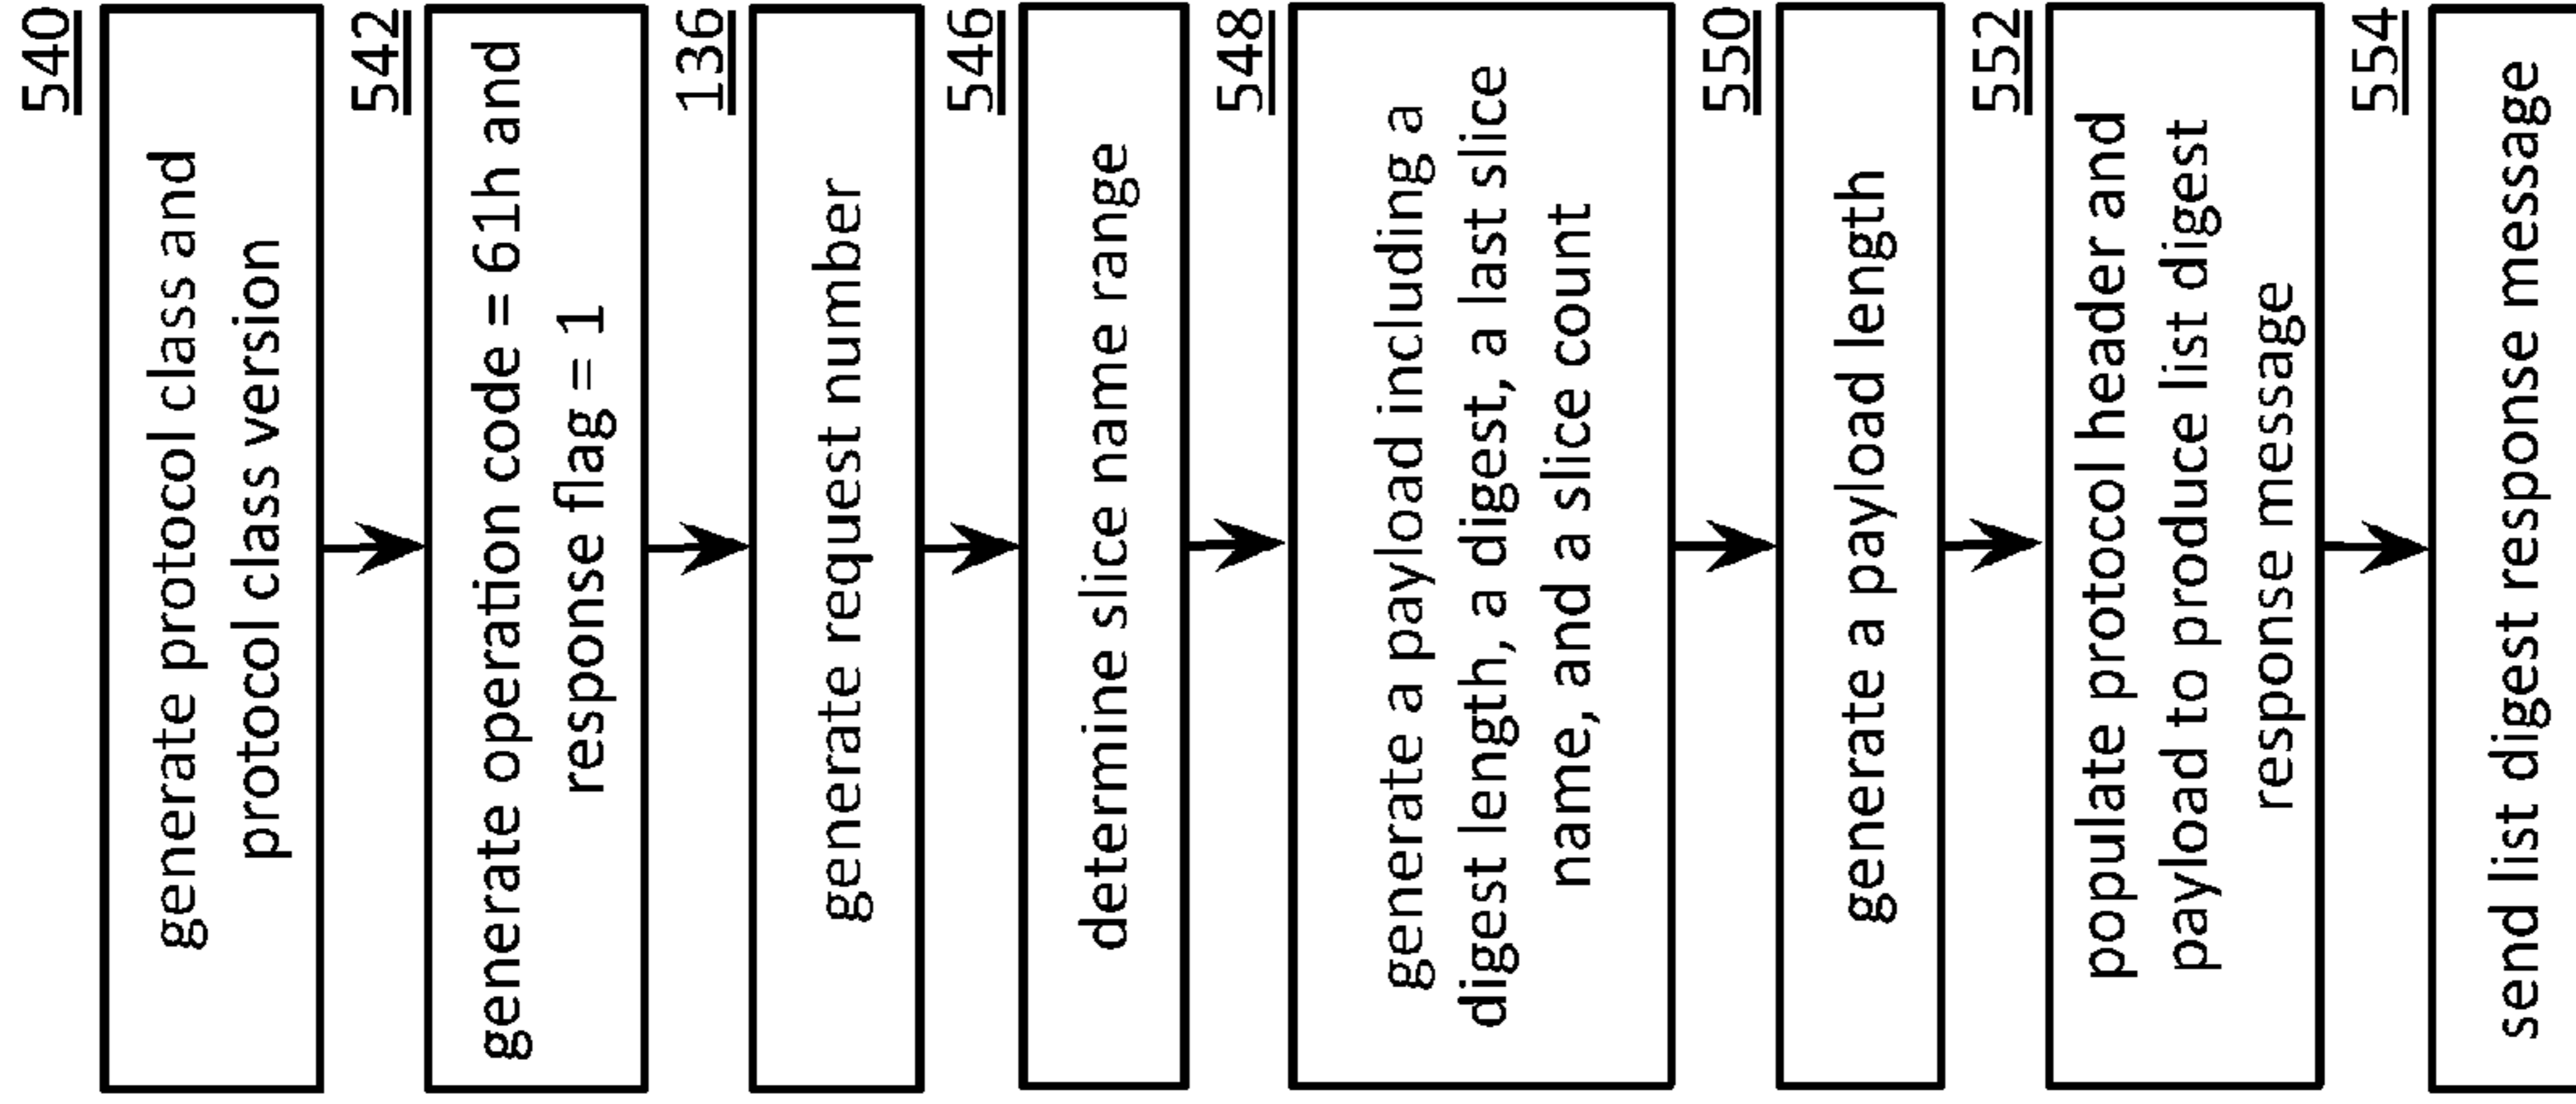 540
generate protocol class and
protocol class version
542
generate operation code = 61h and
response flag = 1
136
generate request number
546
determine slice name range
548
generate a payload including a
digest length, a digest, a last slice
name, and a slice count
550
generate a payload length
552
populate protocol header and
payload to produce list digest
response message
554
send list digest response message